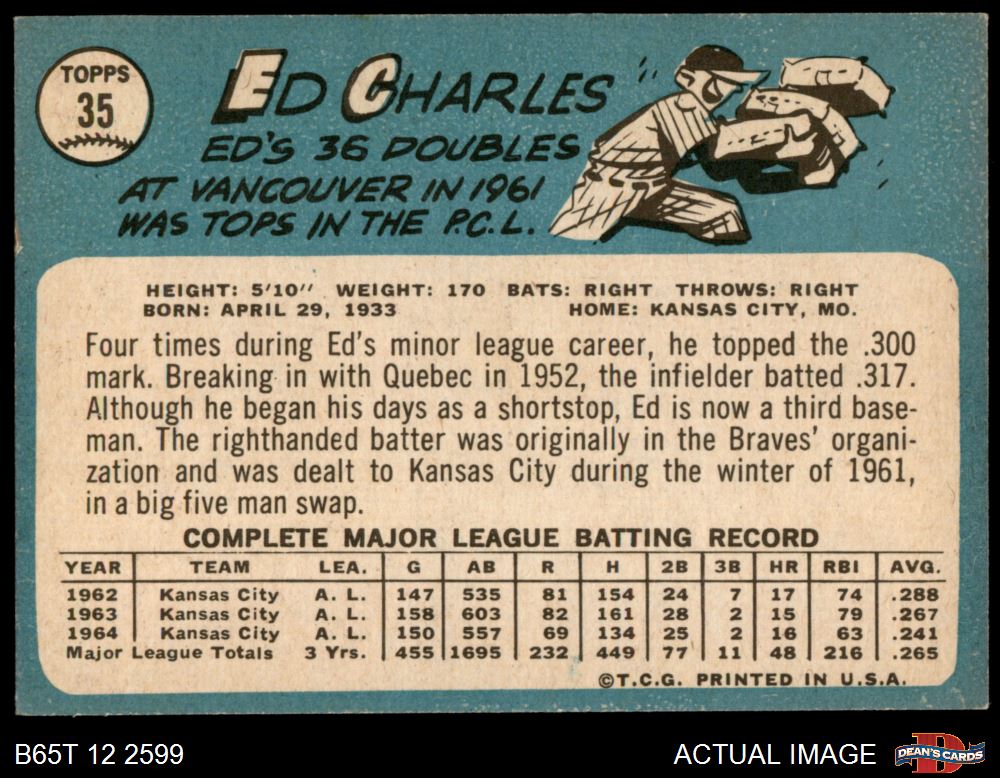 TOPPS
35
ED CHARLES
ED'S 36 DOUBLES
AT VANCOUVER IN 1961
WAS TOPS IN THE P.C.L.
HEIGHT: 5'10" WEIGHT: 170 BATS: RIGHT THROWS: RIGHT
BORN: APRIL 29, 1933 HOME: KANSAS CITY, MO.
Four times during Ed's minor league career, he topped the .300
mark. Breaking in with Quebec in 1952, the infielder batted .317.
Although he began his days as a shortstop, Ed is now a third base-
man. The righthanded batter was originally in the Braves' organi-
zation and was dealt to Kansas City during the winter of 1961,
in a big five man swap.
COMPLETE MAJOR LEAGUE BATTING RECORD
YEAR TEAM LEA. G AB R H 2B 3B HR RBI AVG.
1962 Kansas City A. L. 147 535 81 154 24 7 17 74 .288
1963 Kansas City A. L. 158 603 82 161 28 2 15 79 .267
1964 Kansas City A. L. 150 557 69 134 25 2 16 63 .241
Major League Totals 3 Yrs. 455 1695 232 449 77 11 48 216 .265
©T.C.G. PRINTED IN U.S.A.
B65T 12 2599 ACTUAL IMAGE DEAN'S CARDS